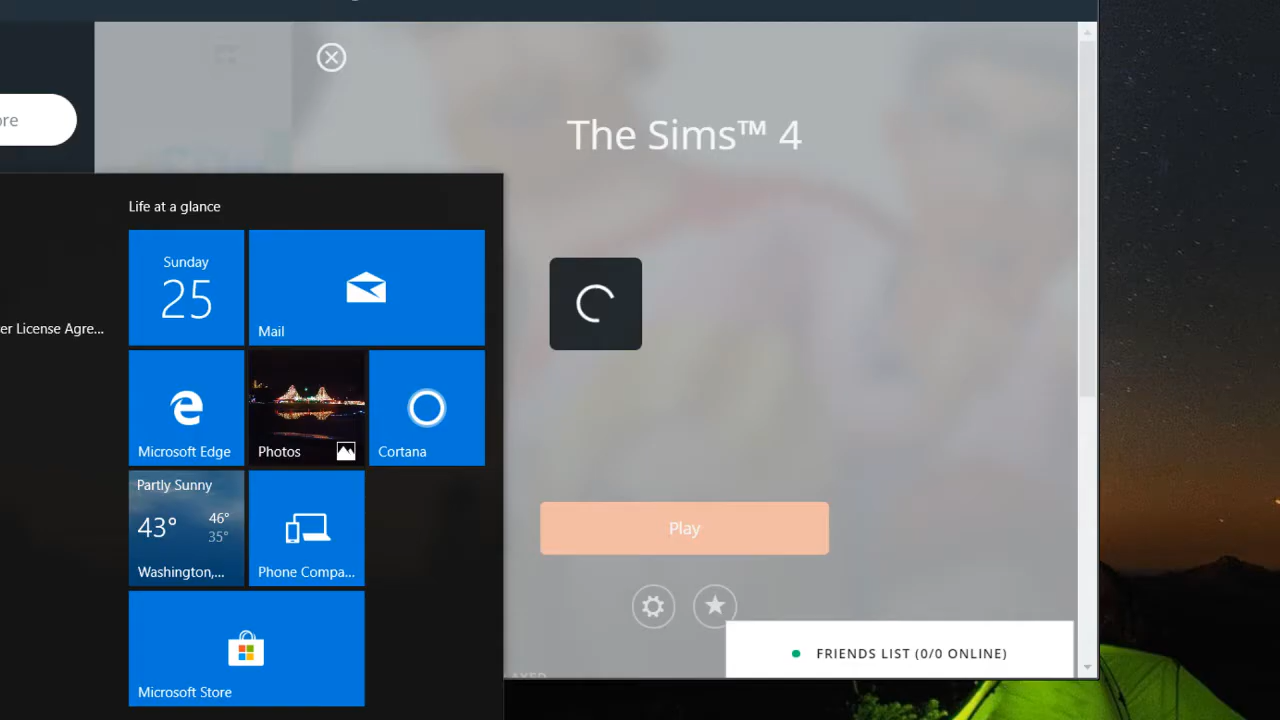 ore
The Sims™ 4
Life at a glance
Sunday
25
Mail
er License Agre...
Microsoft Edge
Photos
Cortana
Partly Sunny
43°
46°
35°
Washington,...
Phone Compa...
Microsoft Store
Play
FRIENDS LIST (0/0 ONLINE)